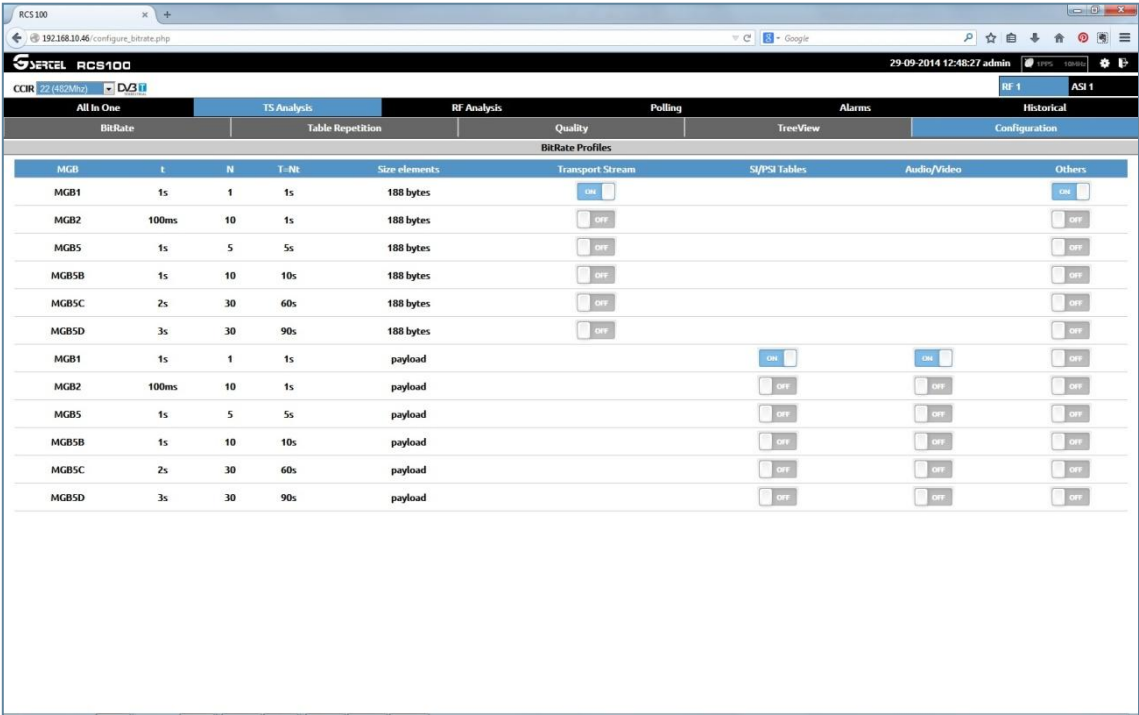 RCS 100
192.168.10.46/configure_bitrate.php
Google
SERTEL RCS100
29-09-2014 12:48:27 admin 1PPS 10MHz
CCIR 22 (482Mhz) DVB T
RF 1 ASI 1
All In One TS Analysis RF Analysis Polling Alarms Historical
BitRate Table Repetition Quality TreeView Configuration
BitRate Profiles
MGB t N T=Nt Size elements Transport Stream SI/PSI Tables Audio/Video Others
MGB1 1s 1 1s 188 bytes ON ON
MGB2 100ms 10 1s 188 bytes OFF OFF
MGB5 1s 5 5s 188 bytes OFF OFF
MGB5B 1s 10 10s 188 bytes OFF OFF
MGB5C 2s 30 60s 188 bytes OFF OFF
MGB5D 3s 30 90s 188 bytes OFF OFF
MGB1 1s 1 1s payload ON ON OFF
MGB2 100ms 10 1s payload OFF OFF OFF
MGB5 1s 5 5s payload OFF OFF OFF
MGB5B 1s 10 10s payload OFF OFF OFF
MGB5C 2s 30 60s payload OFF OFF OFF
MGB5D 3s 30 90s payload OFF OFF OFF